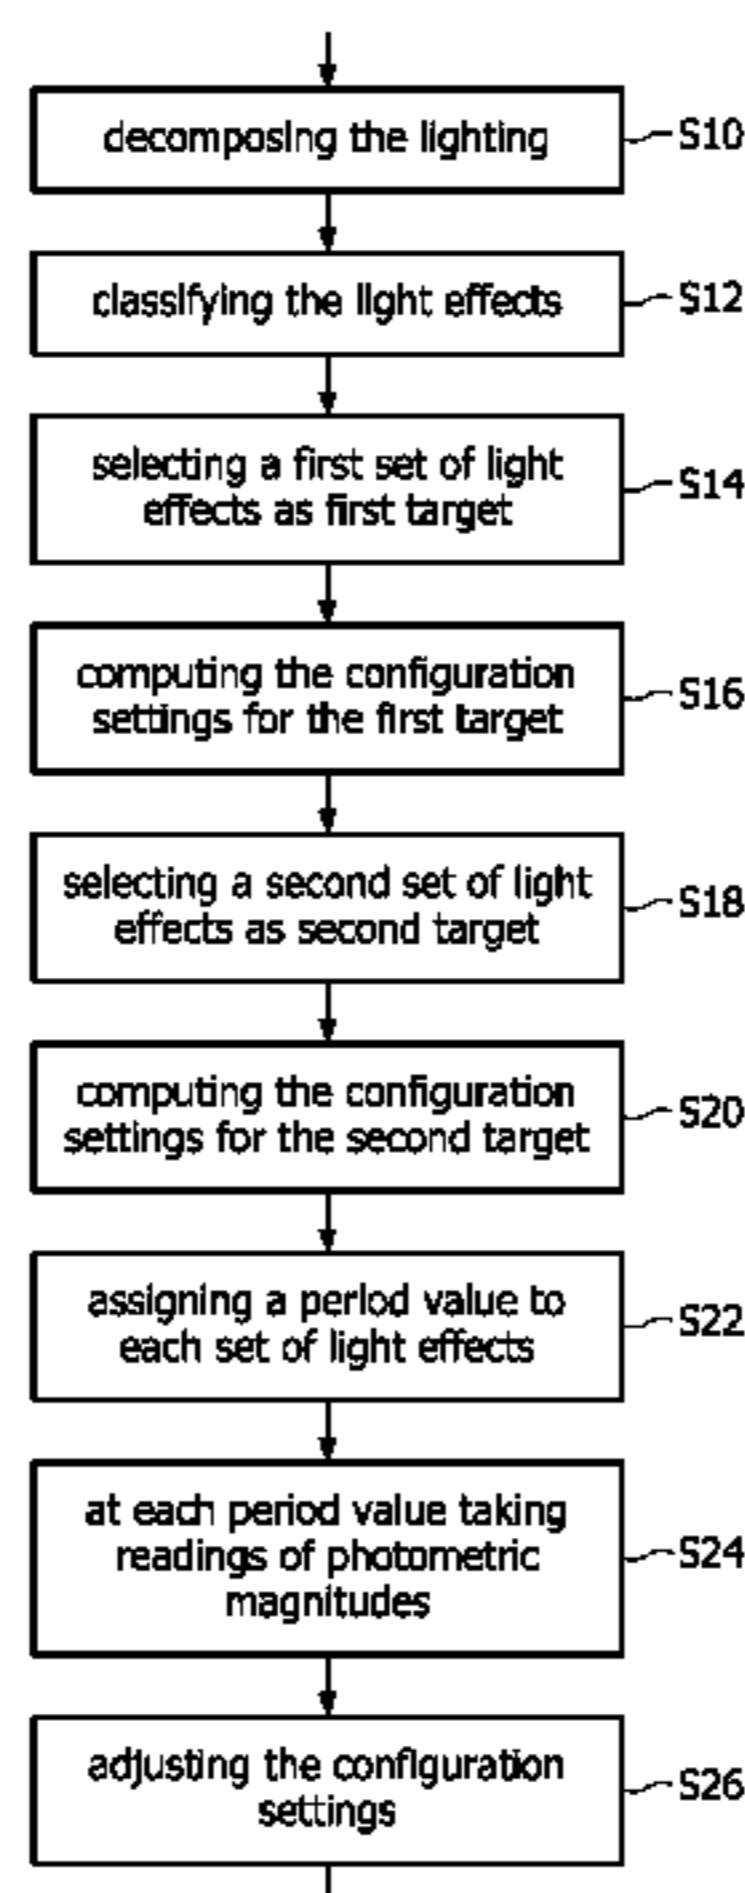 decomposing the lighting
S10
classifying the light effects
S12
selecting a first set of light
effects as first target
S14
computing the configuration
settings for the first target
S16
selecting a second set of light
effects as second target
S18
computing the configuration
settings for the second target
S20
assigning a period value to
each set of light effects
S22
at each period value taking
readings of photometric
magnitudes
S24
adjusting the configuration
settings
S26